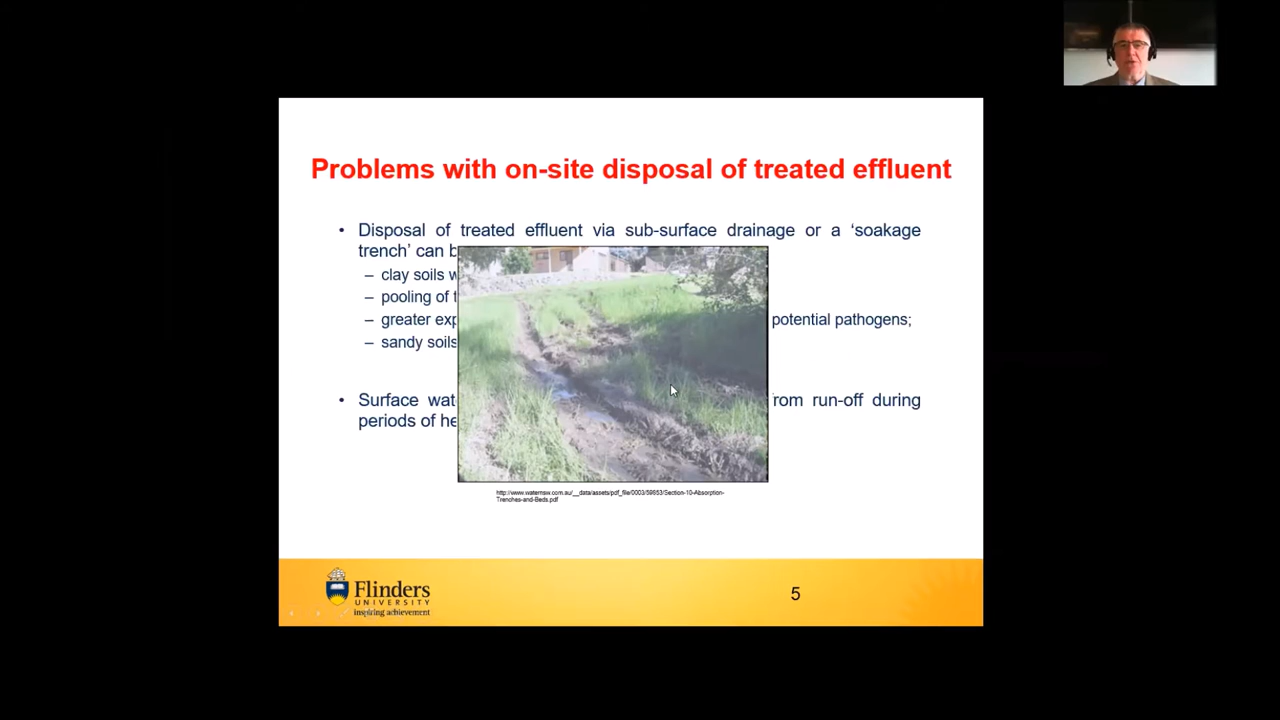 Problems with on-site disposal of treated effluent
• Disposal of treated effluent via sub-surface drainage or a ‘soakage
trench’ can b
– clay soils w
– pooling of t
– greater exp potential pathogens;
– sandy soils
• Surface wat rom run-off during
periods of he
http://www.waternsw.com.au/__data/assets/pdf_file/0003/58653/Section-10-Absorption-
Trenches-and-Beds.pdf
Flinders
UNIVERSITY
inspiring achievement
5